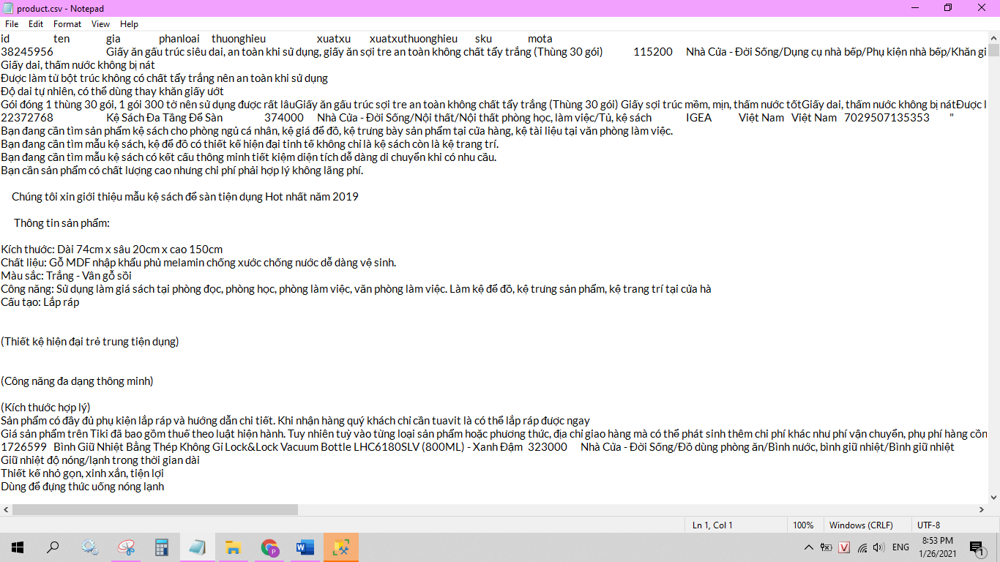 product.csv - Notepad
File Edit Format View Help
id ten gia phanloai thuonghieu xuatxu xuatxuthuonghieu sku mota
38245956 Giấy ăn gấu trúc siêu dai, an toàn khi sử dụng, giấy ăn sợi tre an toàn không chất tẩy trắng (Thùng 30 gói) 115200 Nhà Cửa - Đời Sống/Dụng cụ nhà bếp/Phụ kiện nhà bếp/Khăn gi
Giấy dai, thấm nước không bị nát
Được làm từ bột trúc không có chất tẩy trắng nên an toàn khi sử dụng
Độ dai tự nhiên, có thể dùng thay khăn giấy ướt
Gói đóng 1 thùng 30 gói, 1 gói 300 tờ nên sử dụng được rất lâuGiấy ăn gấu trúc sợi tre an toàn không chất tẩy trắng (Thùng 30 gói) Giấy sợi trúc mềm, mịn, thấm nước tốtGiấy dai, thấm nước không bị nátĐược l
22372768 Kệ Sách Đa Tầng Để Sàn 374000 Nhà Cửa - Đời Sống/Nội thất/Nội thất phòng học, làm việc/Tủ, kệ sách IGEA Việt Nam Việt Nam 7029507135353 "
Bạn đang cần tìm sản phẩm kệ sách cho phòng ngủ cá nhân, kệ giá để đồ, kệ trưng bày sản phẩm tại cửa hàng, kệ tài liệu tại văn phòng làm việc.
Bạn đang cần tìm mẫu kệ sách, kệ để đồ có thiết kế hiện đại tinh tế không chỉ là kệ sách còn là kệ trang trí.
Bạn đang cần tìm mẫu kệ sách có kết cấu thông minh tiết kiệm diện tích dễ dàng di chuyển khi có nhu cầu.
Bạn cần sản phẩm có chất lượng cao nhưng chi phí phải hợp lý không lãng phí.
Chúng tôi xin giới thiệu mẫu kệ sách để sàn tiện dụng Hot nhất năm 2019
Thông tin sản phẩm:
Kích thước: Dài 74cm x sâu 20cm x cao 150cm
Chất liệu: Gỗ MDF nhập khẩu phủ melamin chống xước chống nước dễ dàng vệ sinh.
Màu sắc: Trắng - Vân gỗ sồi
Công năng: Sử dụng làm giá sách tại phòng đọc, phòng học, phòng làm việc, văn phòng làm việc. Làm kệ để đồ, kệ trưng sản phẩm, kệ trang trí tại cửa hà
Cấu tạo: Lắp ráp
(Thiết kệ hiện đại trẻ trung tiện dụng)
(Công năng đa dạng thông minh)
(Kích thước hợp lý)
Sản phẩm có đầy đủ phụ kiện lắp ráp và hướng dẫn chi tiết. Khi nhận hàng quý khách chỉ cần tuavit là có thể lắp ráp được ngay
Giá sản phẩm trên Tiki đã bao gồm thuế theo luật hiện hành. Tuy nhiên tuỳ vào từng loại sản phẩm hoặc phương thức, địa chỉ giao hàng mà có thể phát sinh thêm chi phí khác như phí vận chuyển, phụ phí hàng cồn
1726599 Bình Giữ Nhiệt Bằng Thép Không Gỉ Lock&Lock Vacuum Bottle LHC6180SLV (800ML) - Xanh Đậm 323000 Nhà Cửa - Đời Sống/Đồ dùng phòng ăn/Bình nước, bình giữ nhiệt/Bình giữ nhiệt
Giữ nhiệt độ nóng/lạnh trong thời gian dài
Thiết kế nhỏ gọn, xinh xắn, tiện lợi
Dùng để đựng thức uống nóng lạnh
Ln 1, Col 1 100% Windows (CRLF) UTF-8
ENG 8:53 PM
1/26/2021